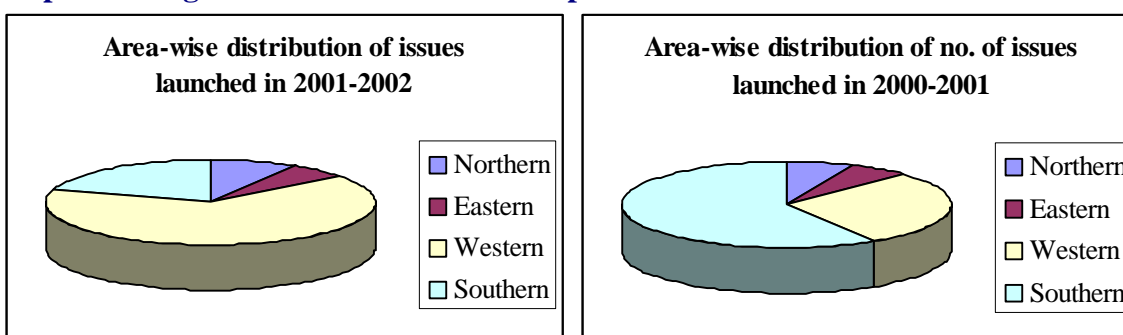 Area-wise distribution of issues
launched in 2001-2002
Northern
Eastern
Western
Southern
Area-wise distribution of no. of issues
launched in 2000-2001
Northern
Eastern
Western
Southern